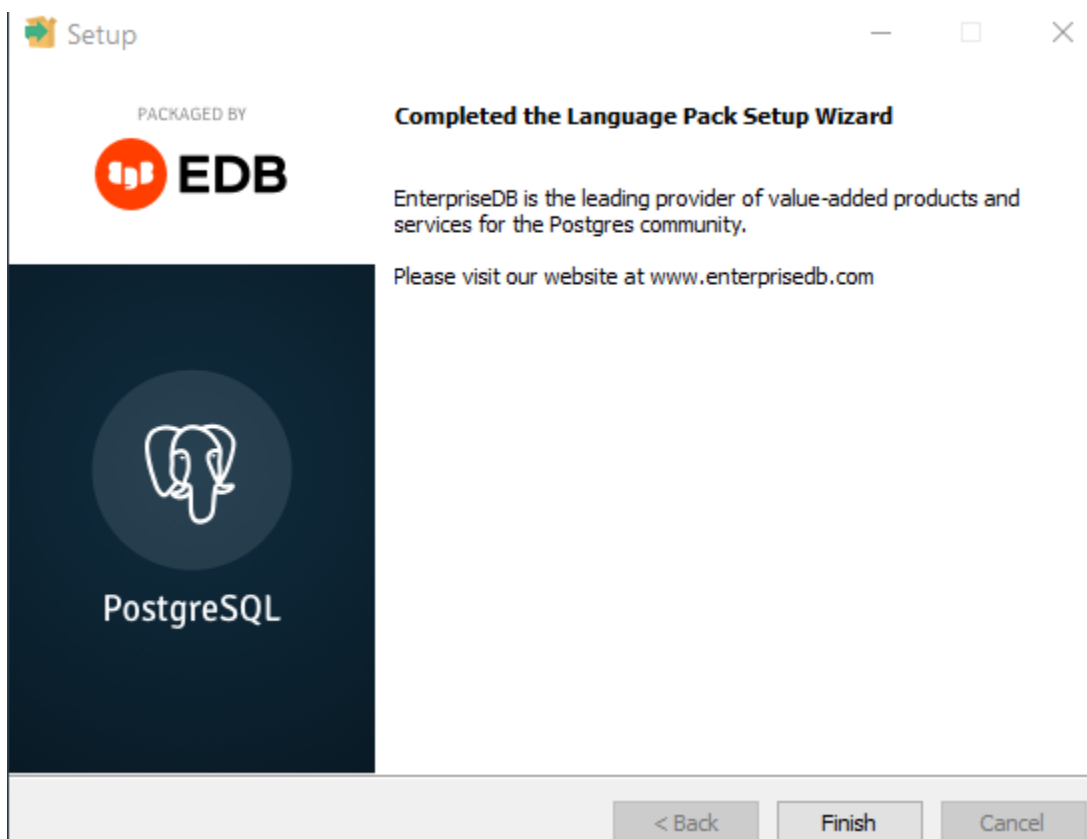 Setup
PACKAGED BY
EDB
Completed the Language Pack Setup Wizard
EnterpriseDB is the leading provider of value-added products and
services for the Postgres community.
Please visit our website at www.enterprisedb.com
PostgreSQL
< Back
Finish
Cancel